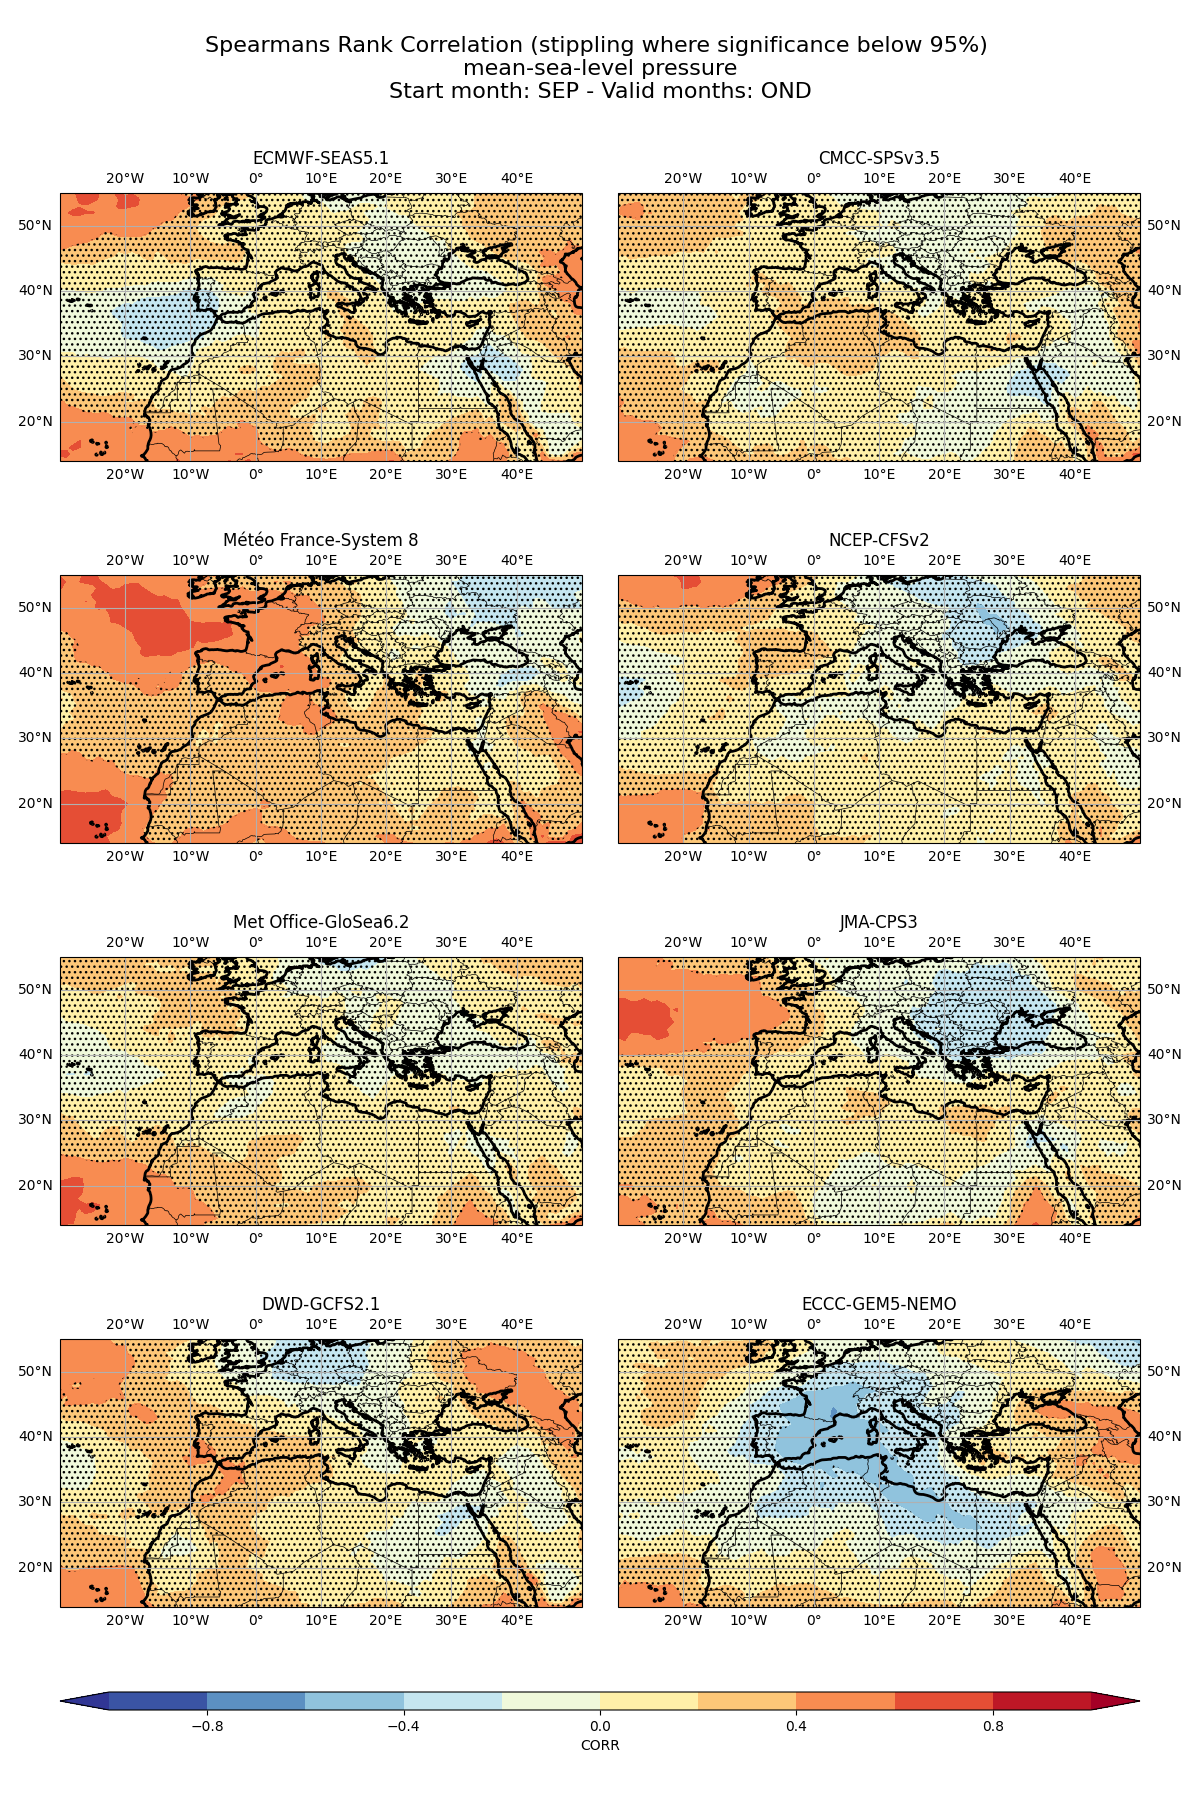 Spearmans Rank Correlation (stippling where significance below 95%)
mean-sea-level pressure
Start month: SEP - Valid months: OND
ECMWF-SEAS5.1
20°W 10°W 0° 10°E 20°E 30°E 40°E
50°N
40°N
30°N
20°N
20°W 10°W 0° 10°E 20°E 30°E 40°E
CMCC-SPSv3.5
20°W 10°W 0° 10°E 20°E 30°E 40°E
50°N
40°N
30°N
20°N
20°W 10°W 0° 10°E 20°E 30°E 40°E
Météo France-System 8
20°W 10°W 0° 10°E 20°E 30°E 40°E
50°N
40°N
30°N
20°N
20°W 10°W 0° 10°E 20°E 30°E 40°E
NCEP-CFSv2
20°W 10°W 0° 10°E 20°E 30°E 40°E
50°N
40°N
30°N
20°N
20°W 10°W 0° 10°E 20°E 30°E 40°E
Met Office-GloSea6.2
20°W 10°W 0° 10°E 20°E 30°E 40°E
50°N
40°N
30°N
20°N
20°W 10°W 0° 10°E 20°E 30°E 40°E
JMA-CPS3
20°W 10°W 0° 10°E 20°E 30°E 40°E
50°N
40°N
30°N
20°N
20°W 10°W 0° 10°E 20°E 30°E 40°E
DWD-GCFS2.1
20°W 10°W 0° 10°E 20°E 30°E 40°E
50°N
40°N
30°N
20°N
20°W 10°W 0° 10°E 20°E 30°E 40°E
ECCC-GEM5-NEMO
20°W 10°W 0° 10°E 20°E 30°E 40°E
50°N
40°N
30°N
20°N
20°W 10°W 0° 10°E 20°E 30°E 40°E
−0.8 −0.4 0.0 0.4 0.8
CORR